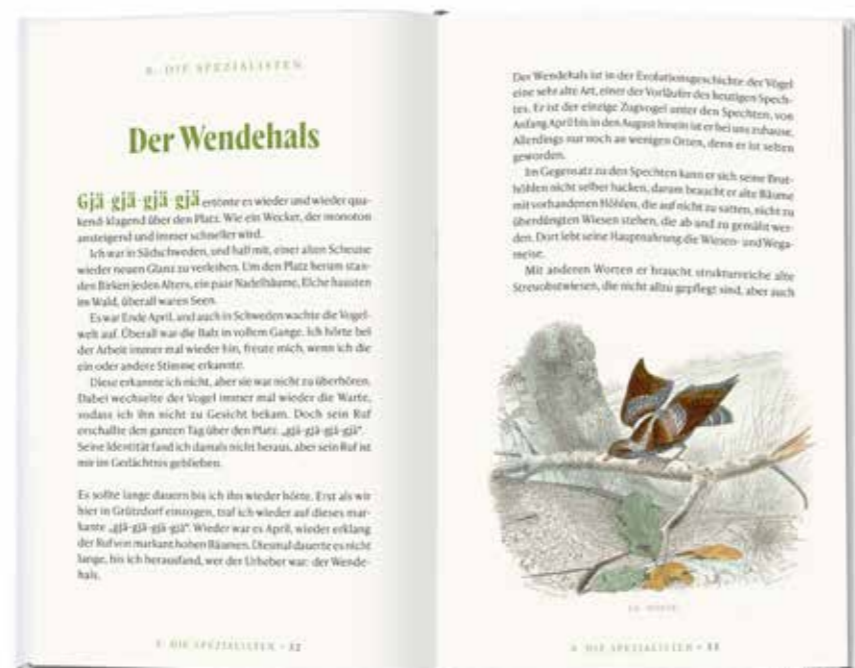 DIE SPEZIALISTEN
Der Wendehals
Gjä-gjä-gjä-gjä ertönte es wieder und wieder qua-
kend-klagend über den Platz. Wie ein Wecker, der monoton
ansteigend und immer schneller wird.
Ich war in Südschweden, und half mit, einer alten Scheune
wieder neuen Glanz zu verleihen. Um den Platz herum stan-
den Birken jeden Alters, ein paar Nadelbäume, Elche hausten
im Wald, überall waren Seen.
Es war Ende April, und auch in Schweden wachte die Vogel-
welt auf. Überall war die Balz in vollem Gange. Ich hörte bei
der Arbeit immer mal wieder hin, freute mich, wenn ich die
ein oder andere Stimme erkannte.
Diese erkannte ich nicht, aber sie war nicht zu überhören.
Dabei wechselte der Vogel immer mal wieder die Warte,
sodass ich ihn nicht zu Gesicht bekam. Doch sein Ruf
erschallte den ganzen Tag über den Platz: „gjä-gjä-gjä-gjä“.
Seine Identität fand ich damals nicht heraus, aber sein Ruf ist
mir im Gedächtnis geblieben.
Es sollte lange dauern bis ich ihn wieder hörte. Erst als wir
hier in Grützdorf einzogen, traf ich wieder auf dieses mar-
kante „gjä-gjä-gjä-gjä“. Wieder war es April, wieder erklang
der Ruf von markant hohen Bäumen. Diesmal dauerte es nicht
lange, bis ich herausfand, wer der Urheber war: der Wende-
hals.
DIE SPEZIALISTEN
Der Wendehals ist in der Evolutionsgeschichte der Vögel
eine sehr alte Art, einer der Vorläufer des heutigen Spech-
tes. Er ist der einzige Zugvogel unter den Spechten, von
Anfang April bis in den August hinein ist er bei uns zuhause.
Allerdings nur noch an wenigen Orten, denn er ist selten
geworden.
Im Gegensatz zu den Spechten kann er sich seine Brut-
höhlen nicht selber hacken, darum braucht er alte Bäume
mit vorhandenen Höhlen, die auf nicht zu satten, nicht zu
überdüngten Wiesen stehen, die ab und zu gemäht wer-
den. Dort lebt seine Hauptnahrung die Wiesen- und Wega-
meise.
Mit anderen Worten er braucht strukturreiche alte
Streuobstwiesen, die nicht allzu gepflegt sind, aber auch
DIE SPEZIALISTEN